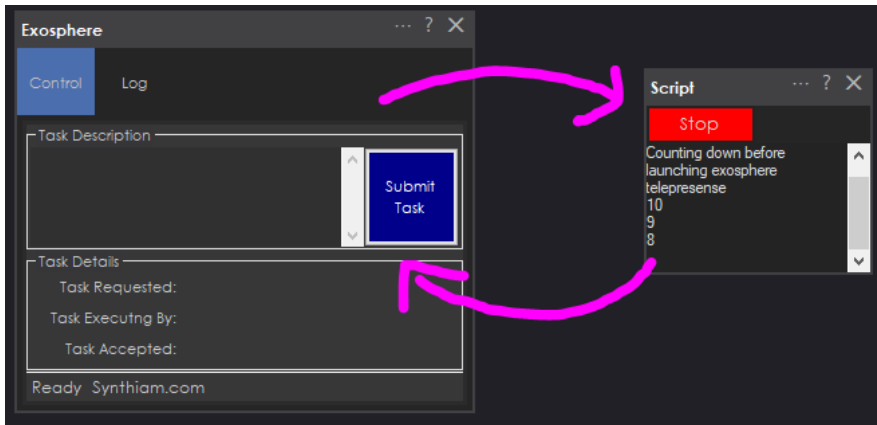 Exosphere
... ? X
Control
Log
Task Description
Submit
Task
Task Details
Task Requested:
Task Executng By:
Task Accepted:
Ready Synthiam.com
Script
... ? X
Stop
Counting down before
launching exosphere
telepresense
10
9
8